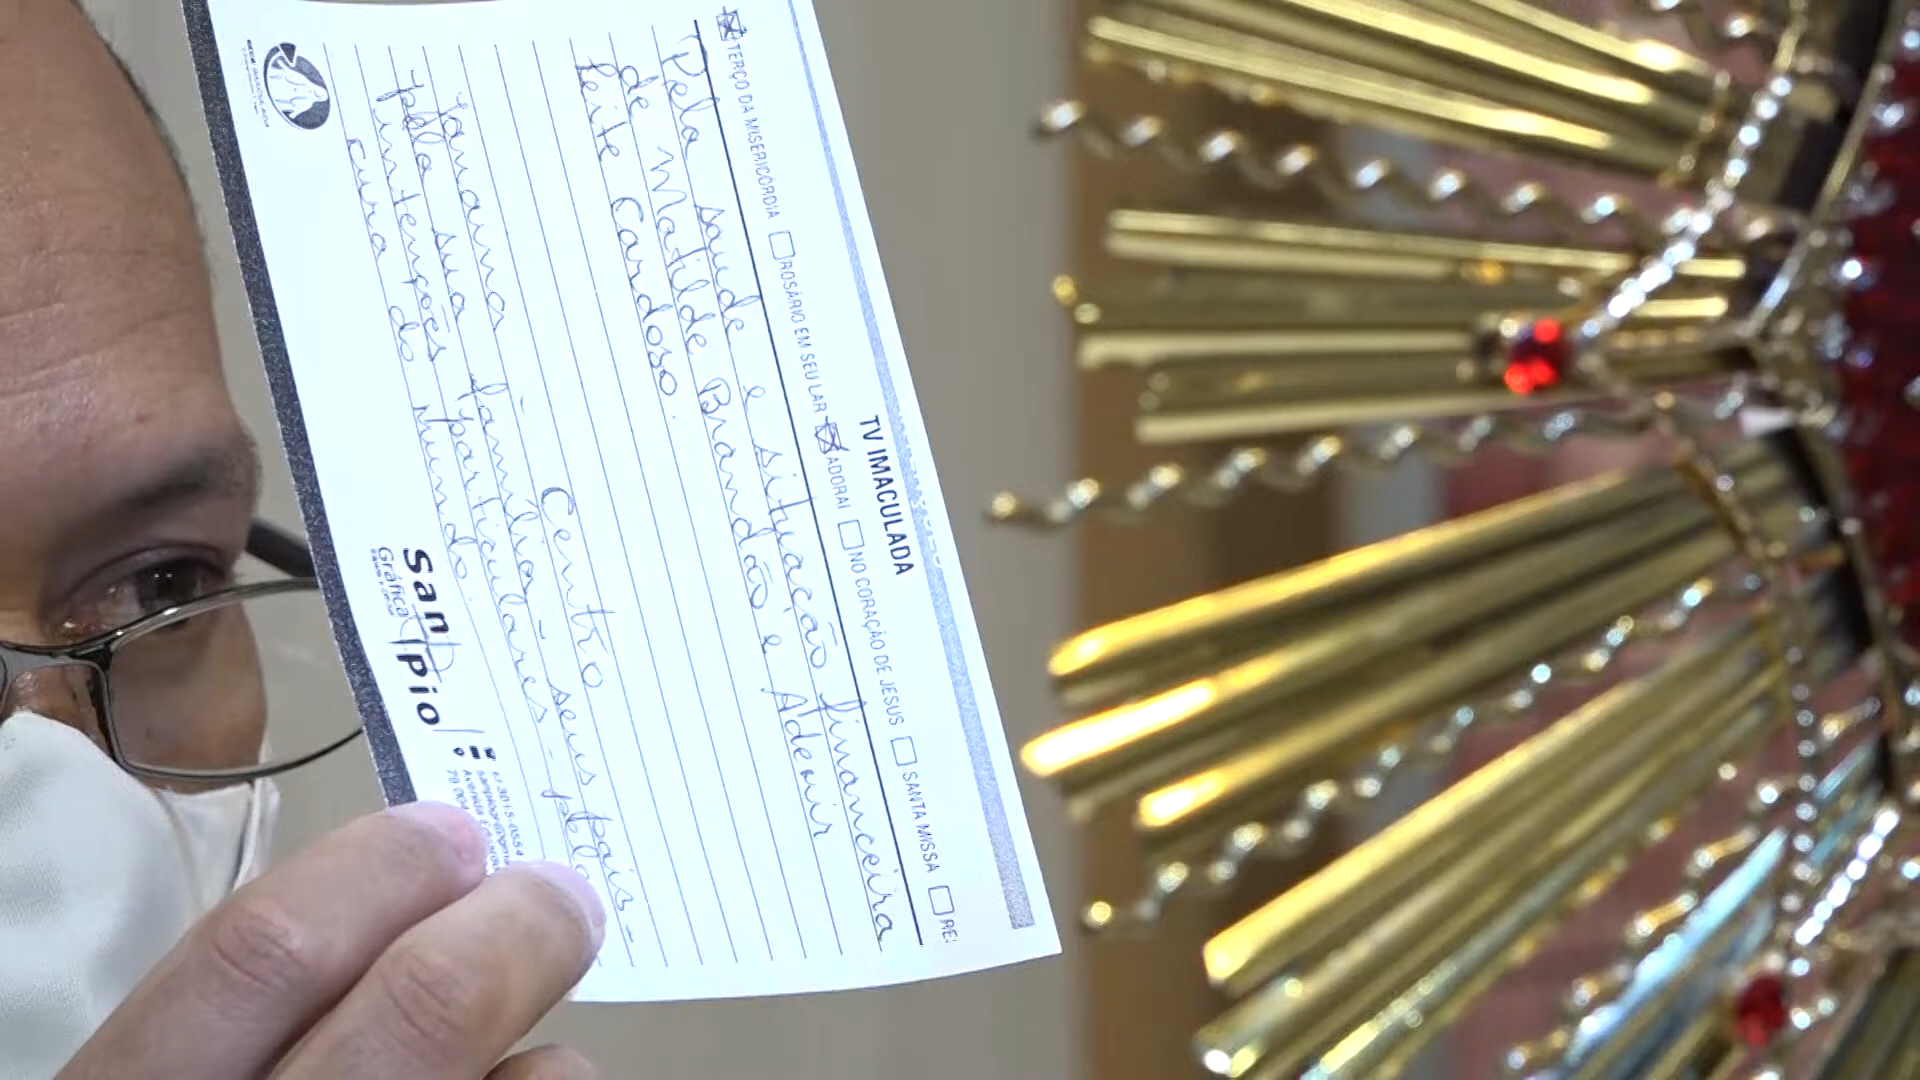 TV IMACULADA
TERÇO DA MISERICÓRDIA ROSÁRIO EM SEU LAR ADORAI NO CORAÇÃO DE JESUS SANTA MISSA
Pela saude e situação financeira
de Matilde Brandão e Ademir
Leite Cardoso.
Centro
Janaina família - seus pais -
pela sua particulares - pelas
intenções
cura do mundo.
Gráfica
San Pio